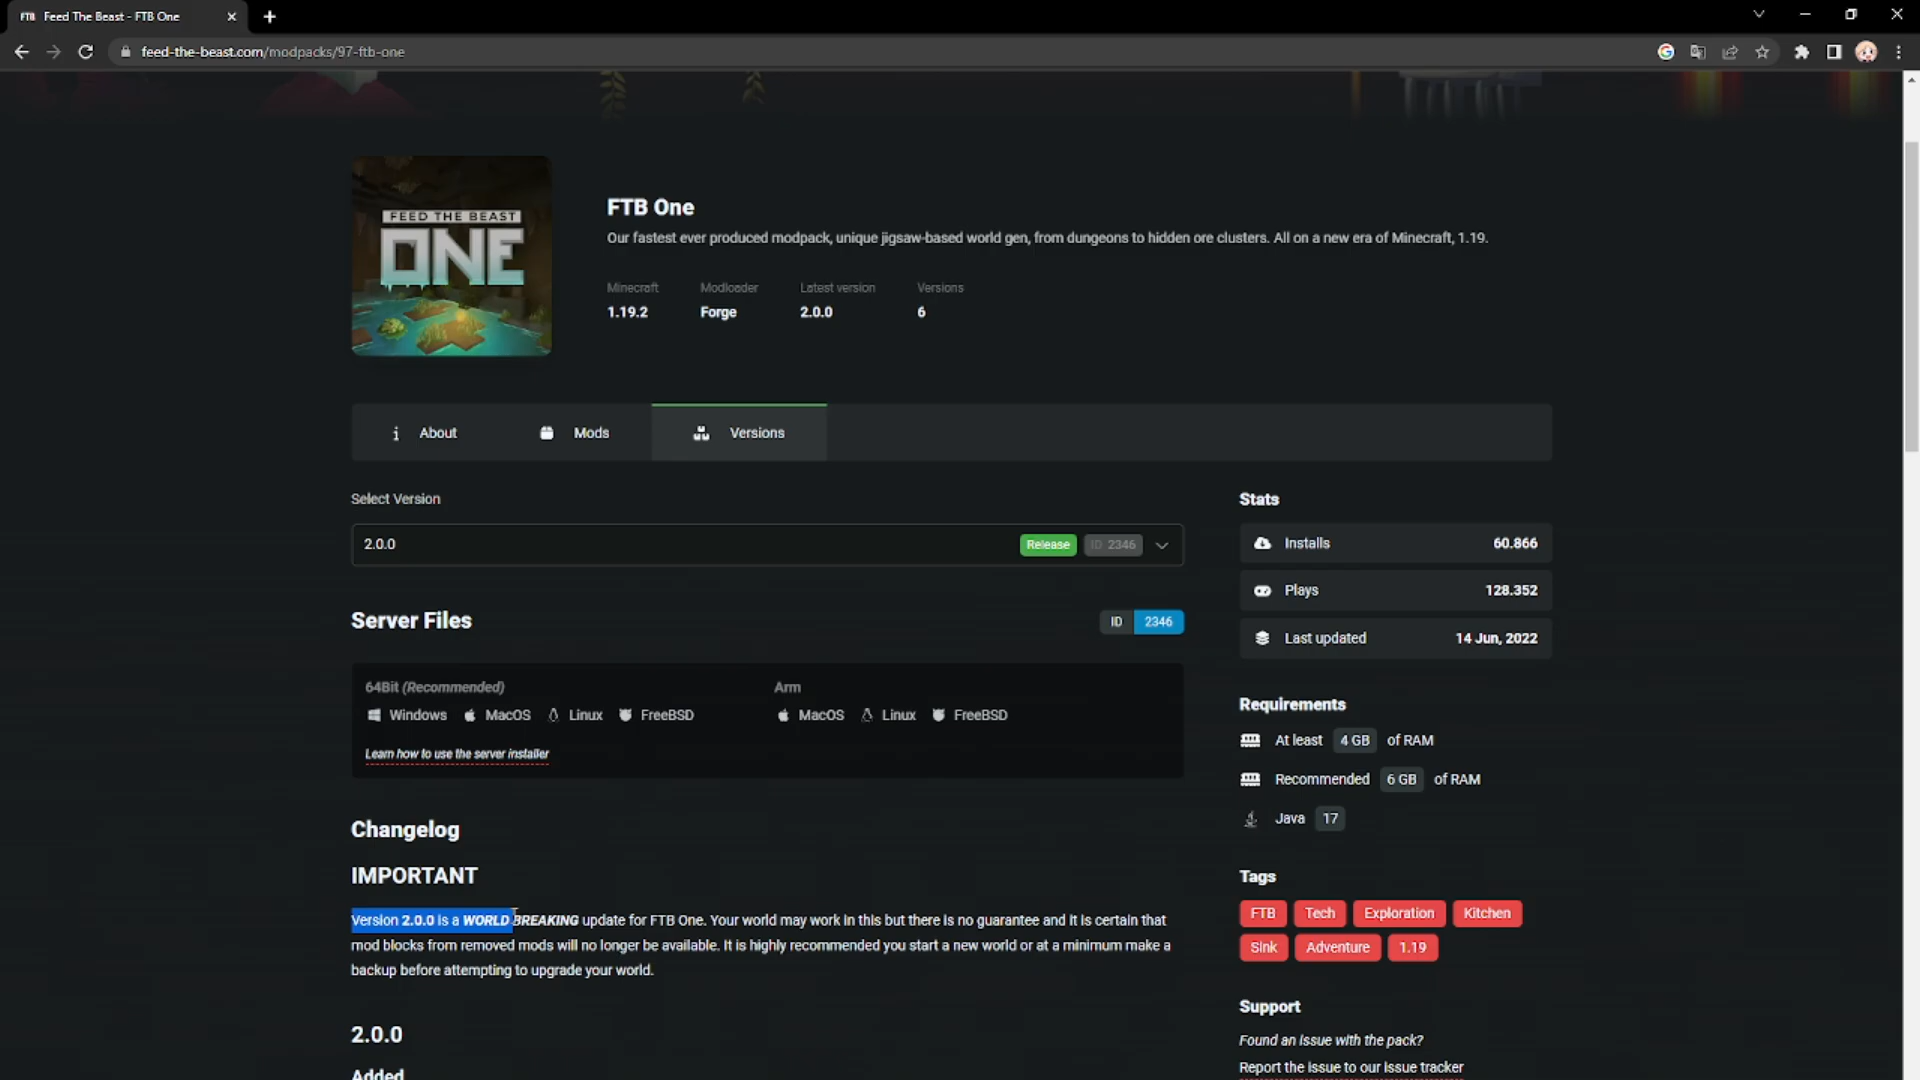 FTB Feed The Beast - FTB One
feed-the-beast.com/modpacks/97-ftb-one
FEED THE BEAST
ONE
FTB One
Our fastest ever produced modpack, unique jigsaw-based world gen, from dungeons to hidden ore clusters. All on a new era of Minecraft, 1.19.
Minecraft Modloader Latest version Versions
1.19.2 Forge 2.0.0 6
About Mods Versions
Select Version
2.0.0 Release ID 2346
Server Files ID 2346
64Bit (Recommended) Arm
Windows MacOS Linux FreeBSD MacOS Linux FreeBSD
Learn how to use the server installer
Changelog
IMPORTANT
Version 2.0.0 is a WORLD BREAKING update for FTB One. Your world may work in this but there is no guarantee and it is certain that
mod blocks from removed mods will no longer be available. It is highly recommended you start a new world or at a minimum make a
backup before attempting to upgrade your world.
2.0.0
Added
Stats
Installs 60.866
Plays 128.352
Last updated 14 Jun, 2022
Requirements
At least 4 GB of RAM
Recommended 6 GB of RAM
Java 17
Tags
FTB Tech Exploration Kitchen
Sink Adventure 1.19
Support
Found an issue with the pack?
Report the issue to our issue tracker